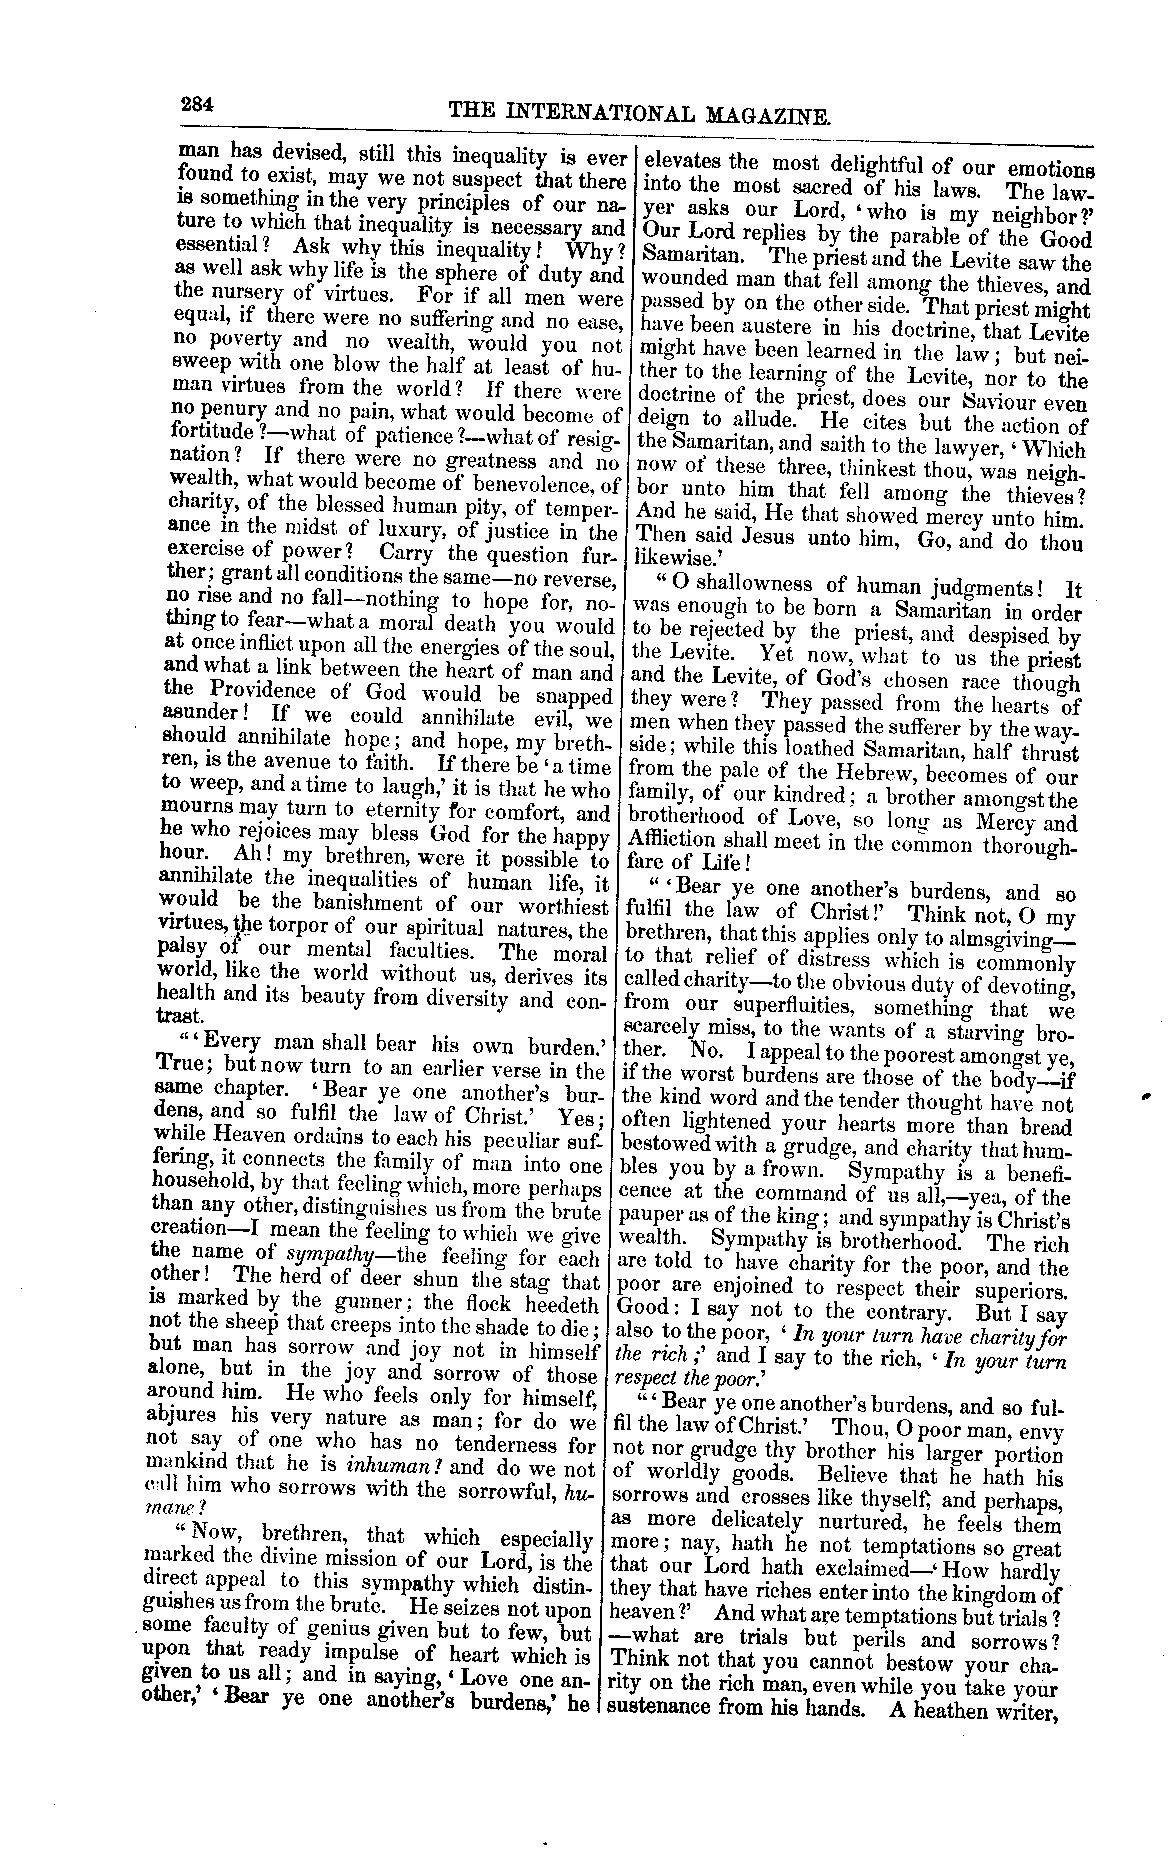 284
THE INTERNATIONAL MAGAZINE.
man has devised, still this inequality is ever
found to exist, may we not suspect that there
is something in the very principles of our na-
ture to which that inequality is necessary and
essential? Ask why this inequality! Why?
as well ask why life is the sphere of duty and
the nursery of virtues. For if all men were
equal, if there were no suffering and no ease,
no poverty and no wealth, would you not
sweep with one blow the half at least of hu-
man virtues from the world? If there were
no penury and no pain, what would become of
fortitude?—what of patience?—what of resig-
nation? If there were no greatness and no
wealth, what would become of benevolence, of
charity, of the blessed human pity, of temper-
ance in the midst of luxury, of justice in the
exercise of power? Carry the question fur-
ther; grant all conditions the same—no reverse,
no rise and no fall—nothing to hope for, no-
thing to fear—what a moral death you would
at once inflict upon all the energies of the soul,
and what a link between the heart of man and
the Providence of God would be snapped
asunder! If we could annihilate evil, we
should annihilate hope; and hope, my breth-
ren, is the avenue to faith. If there be ‘a time
to weep, and a time to laugh,’ it is that he who
mourns may turn to eternity for comfort, and
he who rejoices may bless God for the happy
hour. Ah! my brethren, were it possible to
annihilate the inequalities of human life, it
would be the banishment of our worthiest
virtues, the torpor of our spiritual natures, the
palsy of our mental faculties. The moral
world, like the world without us, derives its
health and its beauty from diversity and con-
trast.
“‘Every man shall bear his own burden.’
True; but now turn to an earlier verse in the
same chapter. ‘Bear ye one another's bur-
dens, and so fulfil the law of Christ.’ Yes;
while Heaven ordains to each his peculiar suf-
fering, it connects the family of man into one
household, by that feeling which, more perhaps
than any other, distinguishes us from the brute
creation—I mean the feeling to which we give
the name of sympathy—the feeling for each
other! The herd of deer shun the stag that
is marked by the gunner; the flock heedeth
not the sheep that creeps into the shade to die;
but man has sorrow and joy not in himself
alone, but in the joy and sorrow of those
around him. He who feels only for himself,
abjures his very nature as man; for do we
not say of one who has no tenderness for
mankind that he is inhuman? and do we not
call him who sorrows with the sorrowful, hu-
mane?
“Now, brethren, that which especially
marked the divine mission of our Lord, is the
direct appeal to this sympathy which distin-
guishes us from the brute. He seizes not upon
some faculty of genius given but to few, but
upon that ready impulse of heart which is
given to us all; and in saying, ‘Love one an-
other,’ ‘Bear ye one another's burdens,’ he
elevates the most delightful of our emotions
into the most sacred of his laws. The law-
yer asks our Lord, ‘who is my neighbor?’
Our Lord replies by the parable of the Good
Samaritan. The priest and the Levite saw the
wounded man that fell among the thieves, and
passed by on the other side. That priest might
have been austere in his doctrine, that Levite
might have been learned in the law; but nei-
ther to the learning of the Levite, nor to the
doctrine of the priest, does our Saviour even
deign to allude. He cites but the action of
the Samaritan, and saith to the lawyer, ‘Which
now of these three, thinkest thou, was neigh-
bor unto him that fell among the thieves?
And he said, He that showed mercy unto him.
Then said Jesus unto him, Go, and do thou
likewise.’
“O shallowness of human judgments! It
was enough to be born a Samaritan in order
to be rejected by the priest, and despised by
the Levite. Yet now, what to us the priest
and the Levite, of God's chosen race though
they were? They passed from the hearts of
men when they passed the sufferer by the way-
side; while this loathed Samaritan, half thrust
from the pale of the Hebrew, becomes of our
family, of our kindred; a brother amongst the
brotherhood of Love, so long as Mercy and
Affliction shall meet in the common thorough-
fare of Life!
“‘Bear ye one another's burdens, and so
fulfil the law of Christ!’ Think not, O my
brethren, that this applies only to almsgiving—
to that relief of distress which is commonly
called charity—to the obvious duty of devoting,
from our superfluities, something that we
scarcely miss, to the wants of a starving bro-
ther. No. I appeal to the poorest amongst ye,
if the worst burdens are those of the body—if
the kind word and the tender thought have not
often lightened your hearts more than bread
bestowed with a grudge, and charity that hum-
bles you by a frown. Sympathy is a benefi-
cence at the command of us all,—yea, of the
pauper as of the king; and sympathy is Christ's
wealth. Sympathy is brotherhood. The rich
are told to have charity for the poor, and the
poor are enjoined to respect their superiors.
Good: I say not to the contrary. But I say
also to the poor, ‘In your turn have charity for
the rich;’ and I say to the rich, ‘In your turn
respect the poor.’
“‘Bear ye one another's burdens, and so ful-
fil the law of Christ.’ Thou, O poor man, envy
not nor grudge thy brother his larger portion
of worldly goods. Believe that he hath his
sorrows and crosses like thyself, and perhaps,
as more delicately nurtured, he feels them
more; nay, hath he not temptations so great
that our Lord hath exclaimed—‘How hardly
they that have riches enter into the kingdom of
heaven?’ And what are temptations but trials?
—what are trials but perils and sorrows?
Think not that you cannot bestow your cha-
rity on the rich man, even while you take your
sustenance from his hands. A heathen writer,